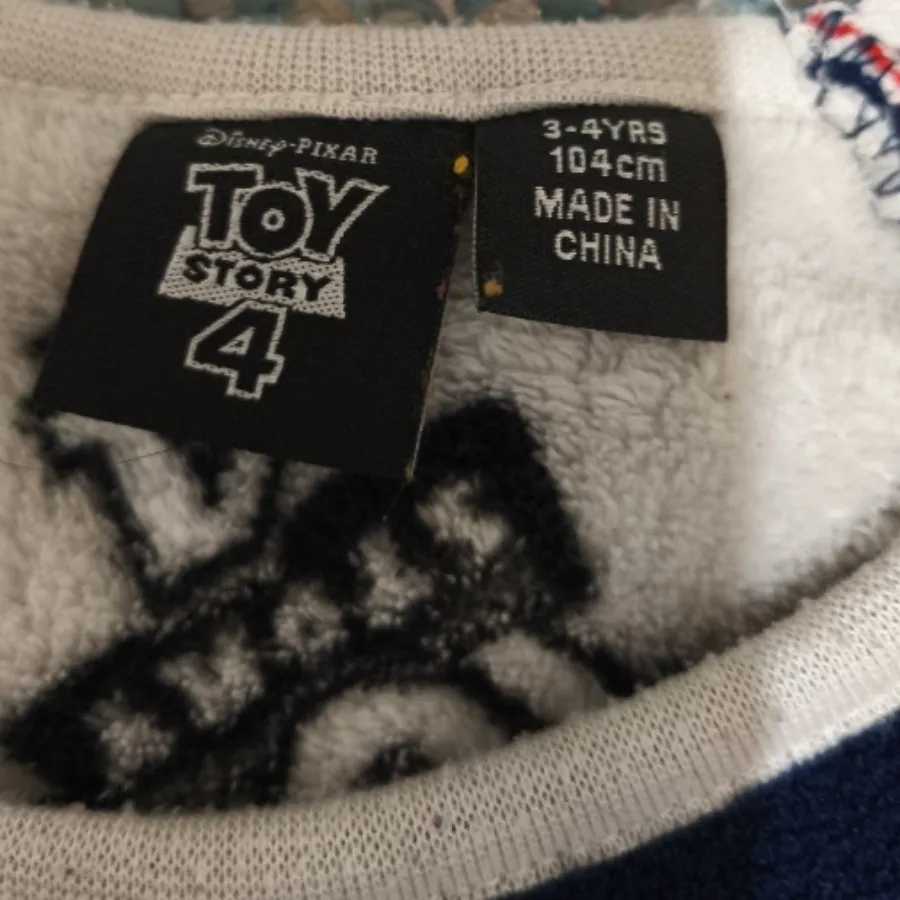 Disney·PIXAR
TOY
STORY
4
3-4YRS
104cm
MADE IN
CHINA